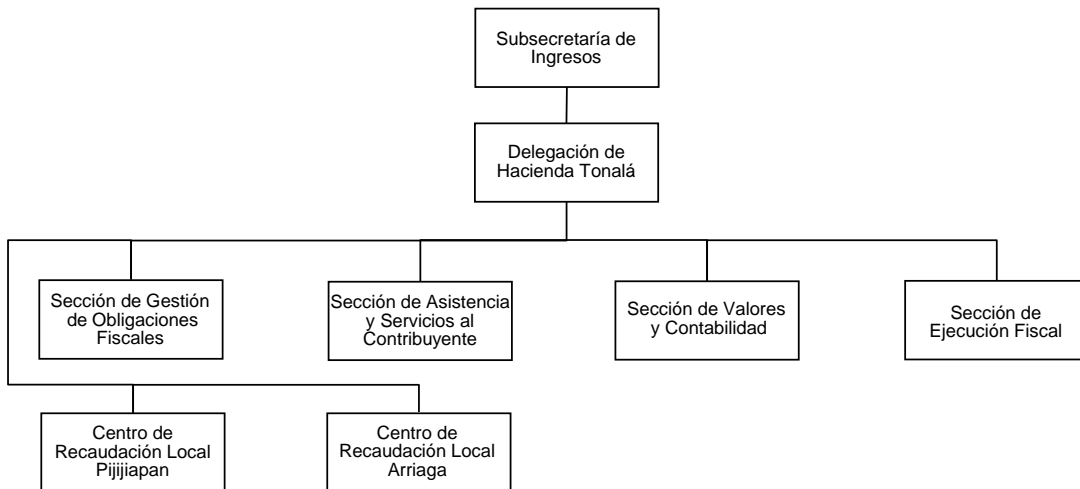 Subsecretaría de
Ingresos
Delegación de
Hacienda Tonalá
Sección de Gestión
de Obligaciones
Fiscales
Sección de Asistencia
y Servicios al
Contribuyente
Sección de Valores
y Contabilidad
Sección de
Ejecución Fiscal
Centro de
Recaudación Local
Pijijiapan
Centro de
Recaudación Local
Arriaga